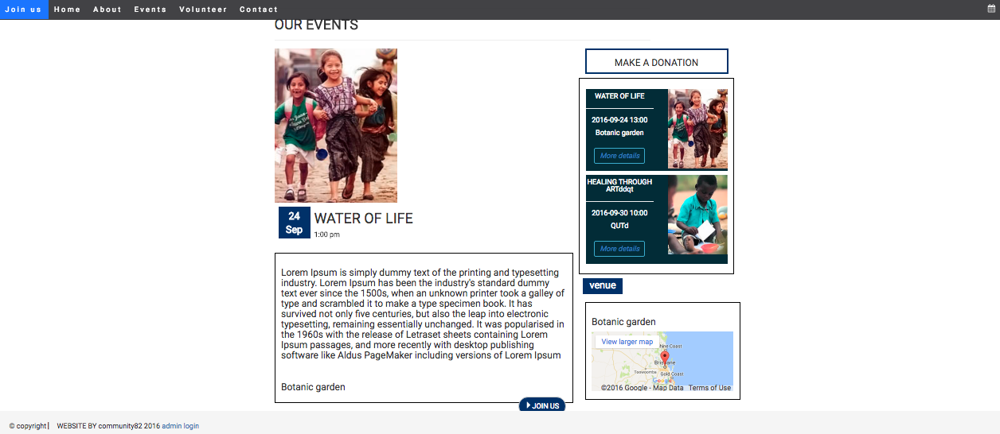 Join us Home About Events Volunteer Contact
OUR EVENTS
24
Sep
WATER OF LIFE
1:00 pm
Lorem Ipsum is simply dummy text of the printing and typesetting
industry. Lorem Ipsum has been the industry's standard dummy
text ever since the 1500s, when an unknown printer took a galley of
type and scrambled it to make a type specimen book. It has
survived not only five centuries, but also the leap into electronic
typesetting, remaining essentially unchanged. It was popularised in
the 1960s with the release of Letraset sheets containing Lorem
Ipsum passages, and more recently with desktop publishing
software like Aldus PageMaker including versions of Lorem Ipsum
Botanic garden
JOIN US
MAKE A DONATION
WATER OF LIFE
2016-09-24 13:00
Botanic garden
More details
HEALING THROUGH
ARTddqt
2016-09-30 10:00
QUTd
More details
venue
Botanic garden
View larger map
hine Coast
Brisbane
Toowoomba
Gold Coast
Google
©2016 Google - Map Data Terms of Use
© copyright| WEBSITE BY community82 2016 admin login